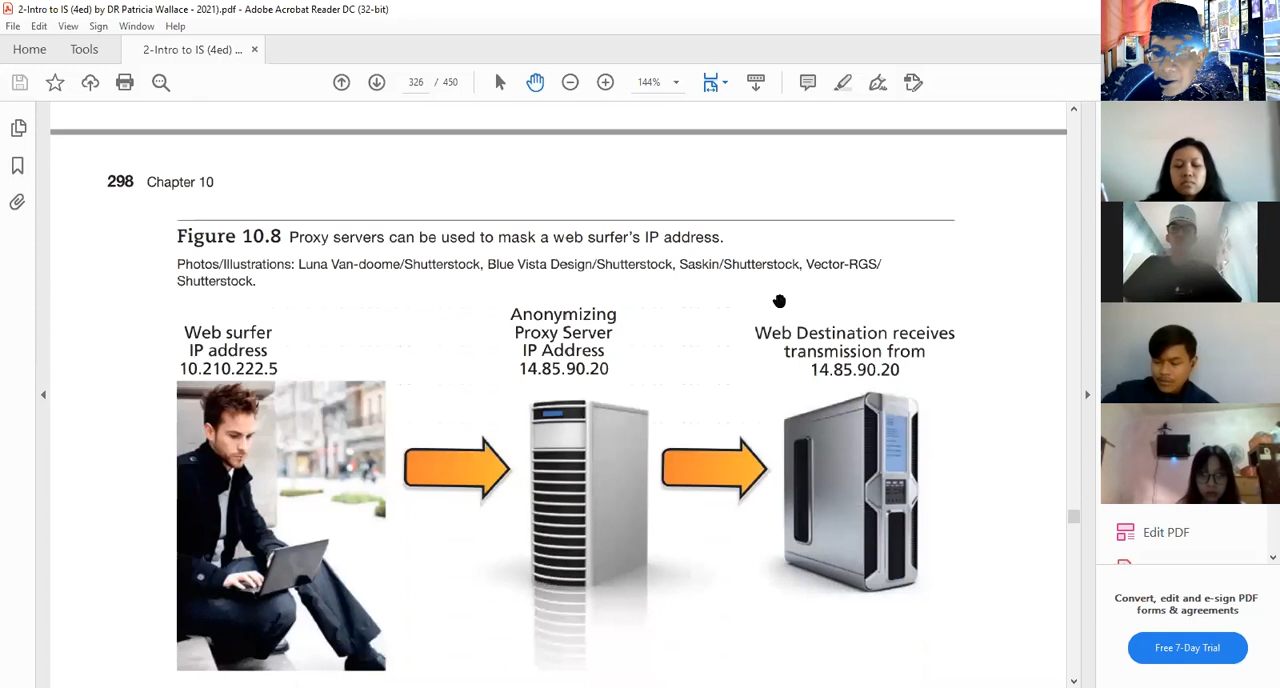 2-Intro to IS (4ed) by DR Patricia Wallace - 2021).pdf - Adobe Acrobat Reader DC (32-bit)
File Edit View Sign Window Help
Home Tools 2-Intro to IS (4ed) ... ×
326 / 450 144%
298 Chapter 10
Figure 10.8 Proxy servers can be used to mask a web surfer's IP address.
Photos/Illustrations: Luna Van-doome/Shutterstock, Blue Vista Design/Shutterstock, Saskin/Shutterstock, Vector-RGS/
Shutterstock.
Web surfer
IP address
10.210.222.5
Anonymizing
Proxy Server
IP Address
14.85.90.20
Web Destination receives
transmission from
14.85.90.20
Edit PDF
Convert, edit and e-sign PDF
forms & agreements
Free 7-Day Trial